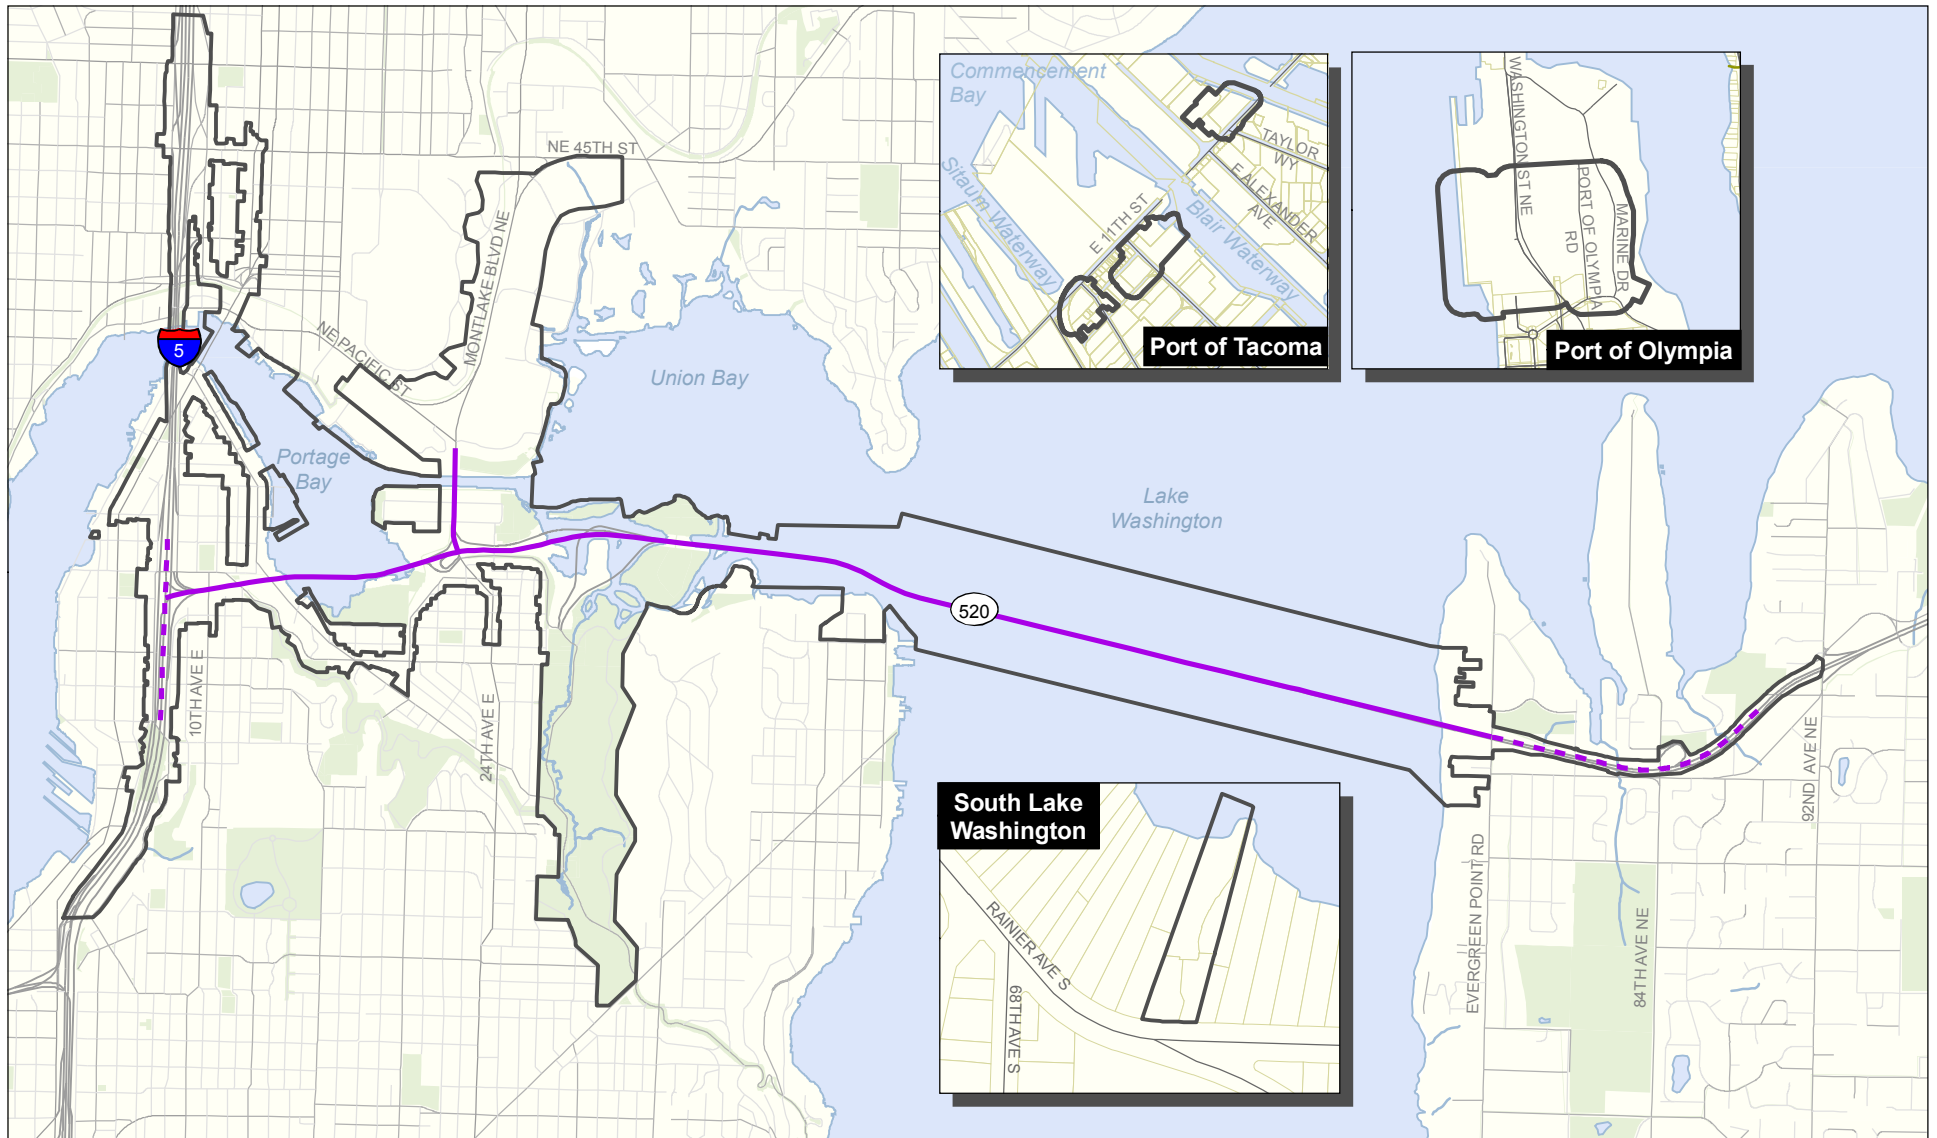 Commencement
Bay
Sitaum Waterway
E 11TH ST
Blair Waterway
TAYLOR
WY
E ALEXANDER
AVE
Port of Tacoma
WASHINGTON ST NE
PORT OF OLYMPA
RD
MARINE DR
Port of Olympia
NE 45TH ST
MONTLAKE BLVD NE
NE PACIFIC ST
5
Union Bay
Portage
Bay
Lake
Washington
520
10TH AVE E
24TH AVE E
92ND AVE NE
EVERGREEN POINT RD
84TH AVE NE
South Lake
Washington
RAINIER AVE S
68TH AVE S